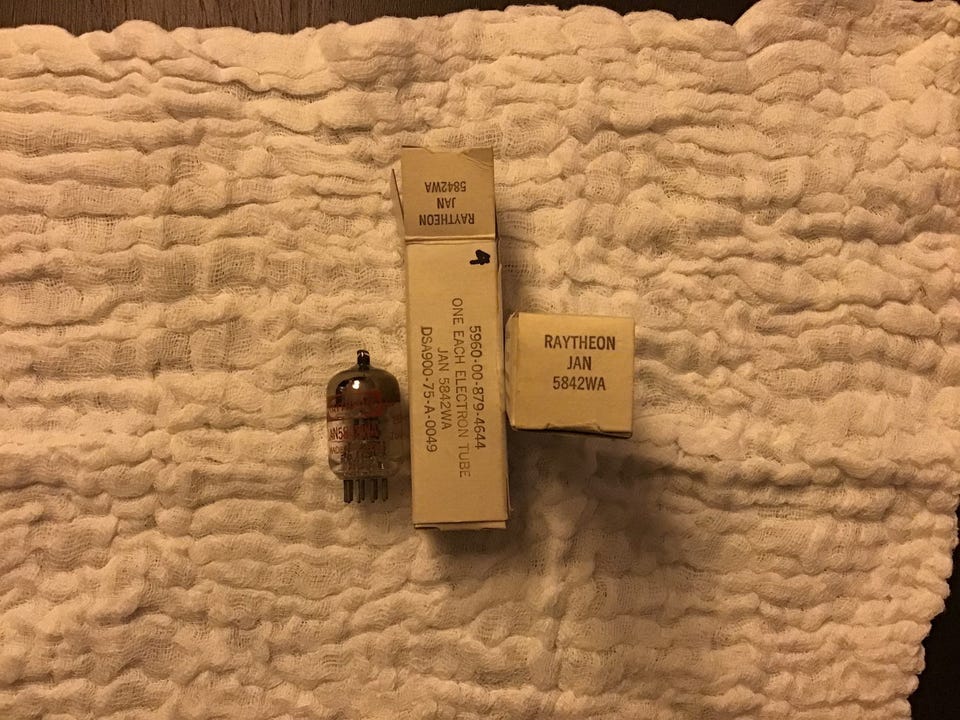 RAYTHEON
JAN
5842WA
4
5960-00-879-4644
ONE EACH ELECTRON TUBE
JAN 5842WA
DSA900-75-A-0049
RAYTHEON
JAN
5842WA